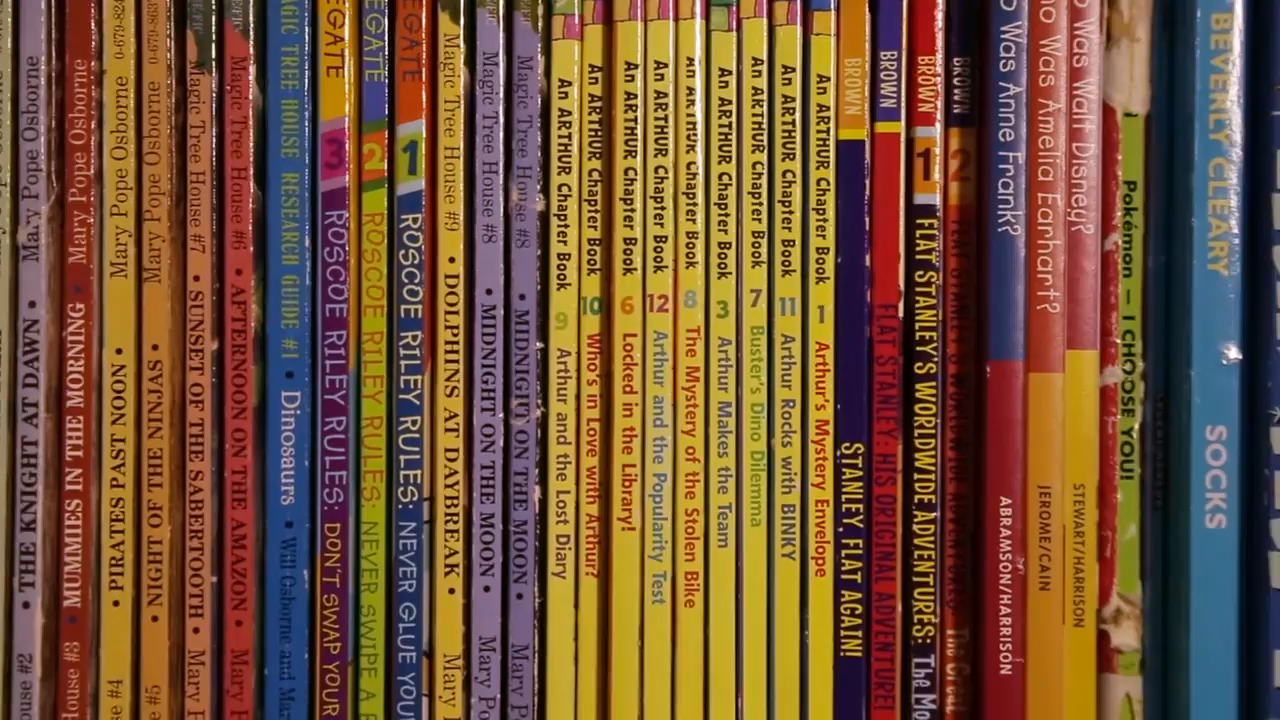 Mary Pope Osborne • THE KNIGHT AT DAWN • House #2
Mary Pope Osborne • MUMMIES IN THE MORNING • House #3
Mary Pope Osborne • PIRATES PAST NOON • #4
Mary Pope Osborne • NIGHT OF THE NINJAS • #5
Magic Tree House #7 • SUNSET OF THE SABERTOOTH • Mary P
Magic Tree House #6 • AFTERNOON ON THE AMAZON • Mary P
GIC TREE HOUSE RESEARCH GUIDE #1 • Dinosaurs • Will Osborne and Ma
EGATE 3 ROSCOE RILEY RULES: DON'T SWAP YOUR
EGATE 2 ROSCOE RILEY RULES: NEVER SWIPE A
EGATE 1 ROSCOE RILEY RULES: NEVER GLUE YOU
Magic Tree House #9 • DOLPHINS AT DAYBREAK • Mary P
Magic Tree House #8 • MIDNIGHT ON THE MOON • Mary Po
Magic Tree House #8 • MIDNIGHT ON THE MOON • Mary P
An ARTHUR Chapter Book 9 Arthur and the Lost Diary
An ARTHUR Chapter Book 10 Who's in Love with Arthur?
An ARTHUR Chapter Book 6 Locked in the Library!
An ARTHUR Chapter Book 12 Arthur and the Popularity Test
An ARTHUR Chapter Book 8 The Mystery of the Stolen Bike
An ARTHUR Chapter Book 3 Arthur Makes the Team
An ARTHUR Chapter Book 7 Buster's Dino Dilemma
An ARTHUR Chapter Book 11 Arthur Rocks with BINKY
An ARTHUR Chapter Book 1 Arthur's Mystery Envelope
BROWN STANLEY, FLAT AGAIN!
BROWN FLAT STANLEY: HIS ORIGINAL ADVENTURE!
BROWN 1 FLAT STANLEY'S WORLDWIDE ADVENTURES: The Mo
BROWN 2 FLAT STANLEY'S WORLDWIDE ADVENTURES: The Great
o Was Anne Frank? ABRAMSON/HARRISON
ho Was Amelia Earhart? JEROME/CAIN
o Was Walt Disney? STEWART/HARRISON
Pokémon — I CHOOSE YOU!
BEVERLY CLEARY SOCKS